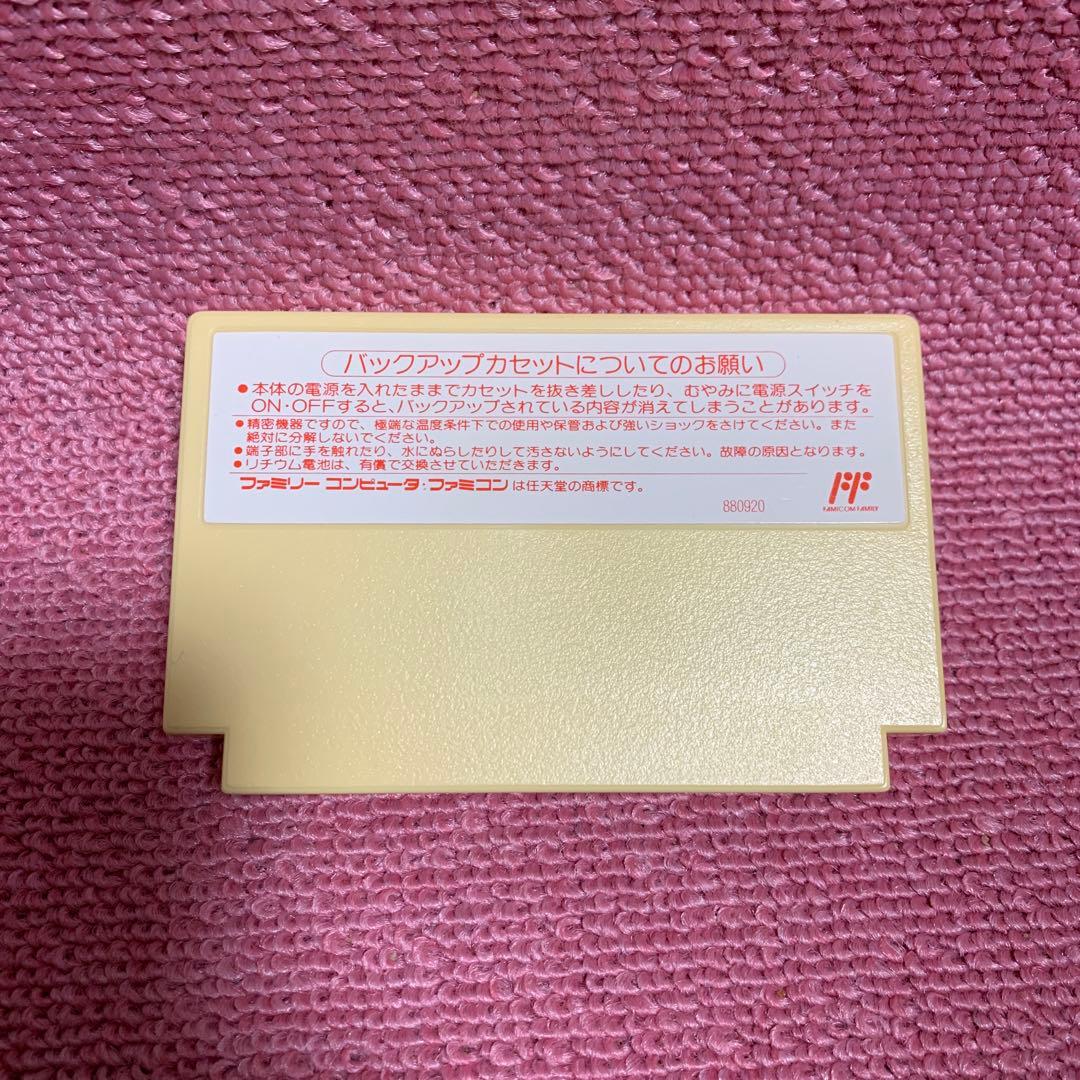 バックアップカセットについてのお願い
●本体の電源を入れたままでカセットを抜き差ししたり、むやみに電源スイッチを
ON・OFFすると、バックアップされている内容が消えてしまうことがあります。
●精密機器ですので、極端な温度条件下での使用や保管および強いショックをさけてください。また
絶対に分解しないでください。
●端子部に手を触れたり、水にぬらしたりして汚さないようにしてください。故障の原因となります。
●リチウム電池は、有償で交換させていただきます。
ファミリーコンピュータ・ファミコンは任天堂の商標です。
880920
FAMICOM FAMILY